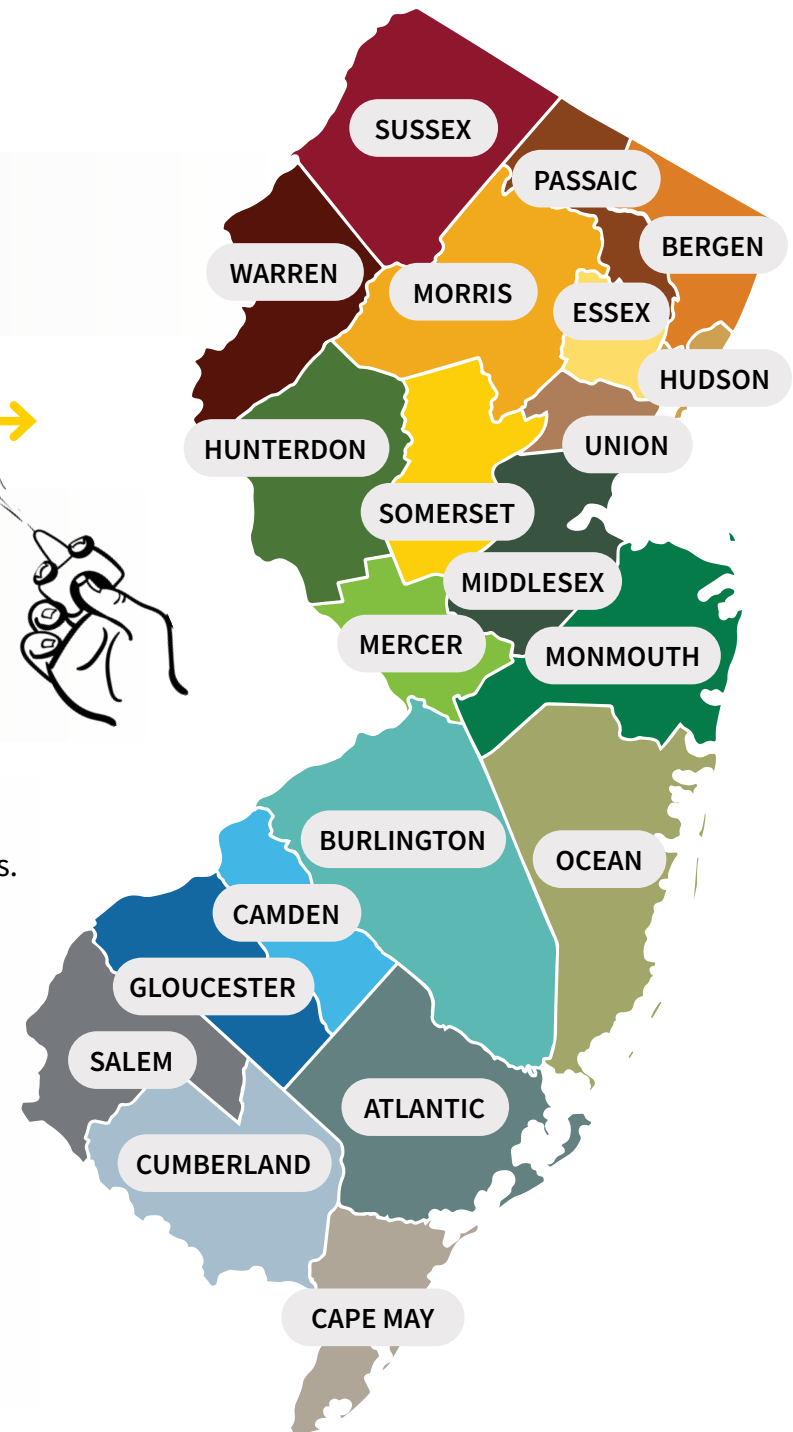 SUSSEX
PASSAIC
BERGEN
WARREN
MORRIS
ESSEX
HUDSON
HUNTERDON
UNION
SOMERSET
MIDDLESEX
MERCER
MONMOUTH
BURLINGTON
OCEAN
s.
CAMDEN
GLOUCESTER
SALEM
ATLANTIC
CUMBERLAND
CAPE MAY